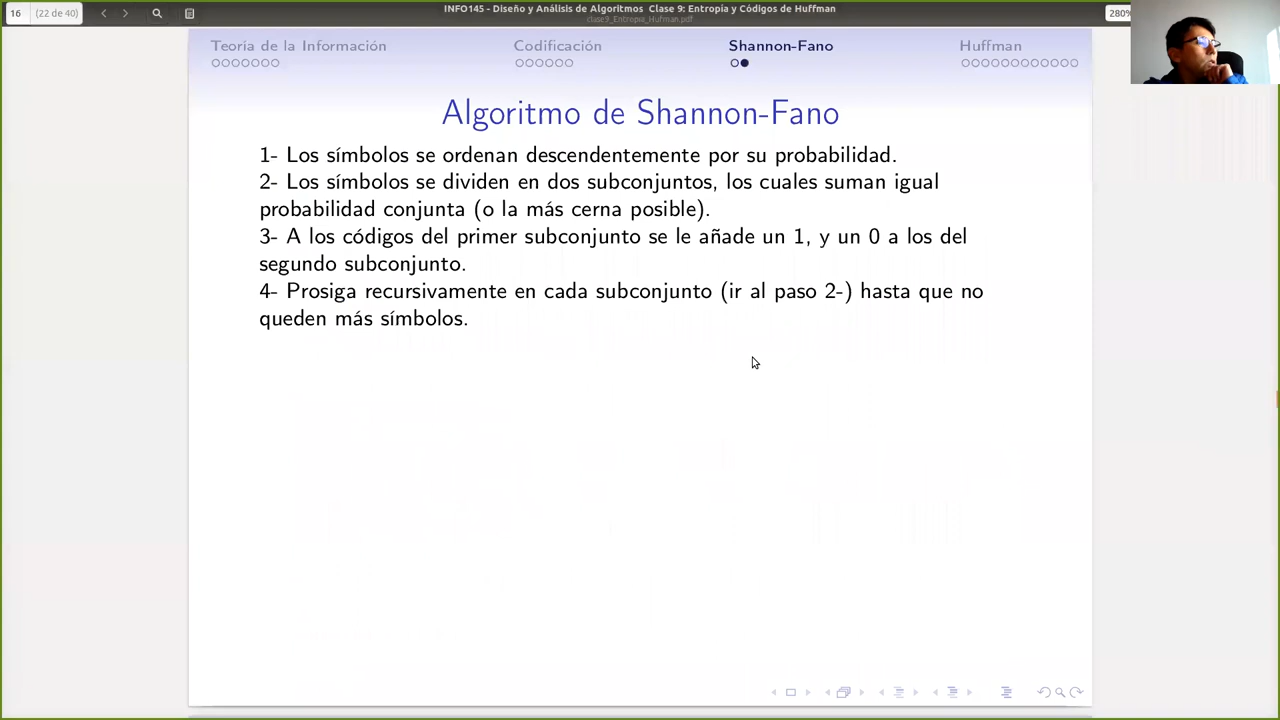 16 (22 de 40)
INFO145 - Diseño y Análisis de Algoritmos Clase 9: Entropía y Códigos de Huffman
clase9_Entropia_Hufman.pdf
280%
Teoría de la Información Codificación Shannon-Fano Huffman
Algoritmo de Shannon-Fano
1- Los símbolos se ordenan descendentemente por su probabilidad.
2- Los símbolos se dividen en dos subconjuntos, los cuales suman igual
probabilidad conjunta (o la más cerna posible).
3- A los códigos del primer subconjunto se le añade un 1, y un 0 a los del
segundo subconjunto.
4- Prosiga recursivamente en cada subconjunto (ir al paso 2-) hasta que no
queden más símbolos.